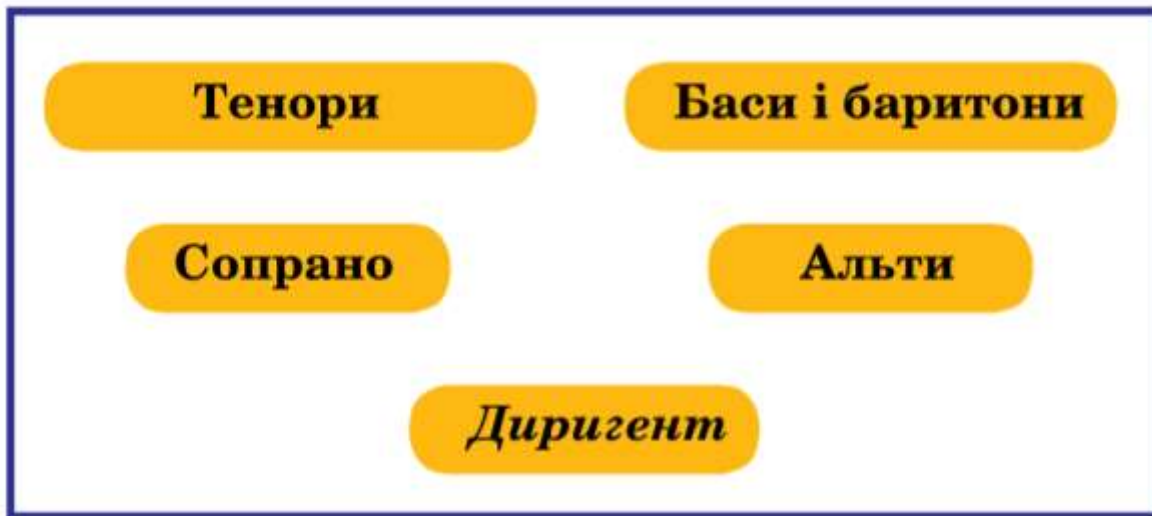 Тенори
Баси і баритони
Сопрано
Альти
Диригент